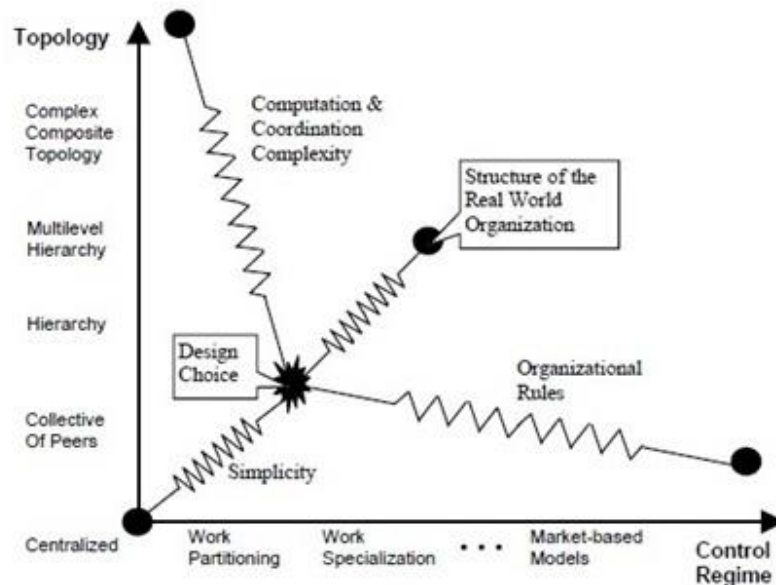 Topology
Complex
Composite
Topology
Computation &
Coordination
Complexity
Structure of the
Real World
Organization
Multilevel
Hierarchy
Hierarchy
Design
Choice
Organizational
Rules
Collective
Of Peers
Simplicity
Centralized
Work
Partitioning
Work
Specialization
• • •
Market-based
Models
Control
Regime